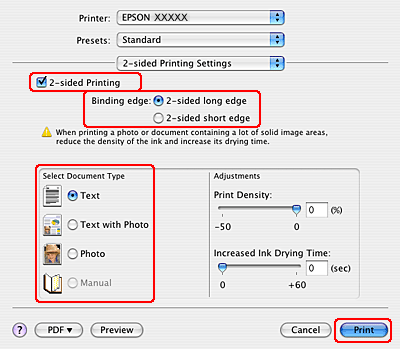 Printer: EPSON XXXXX
Presets: Standard
2-sided Printing Settings
2-sided Printing
Binding edge: 2-sided long edge
2-sided short edge
When printing a photo or document containing a lot of solid image areas,
reduce the density of the ink and increase its drying time.
Select Document Type
Text
Text with Photo
Photo
Manual
Adjustments
Print Density:
0 (%)
-50 0
Increased Ink Drying Time:
0 (sec)
0 +60
? PDF▼ Preview Cancel Print